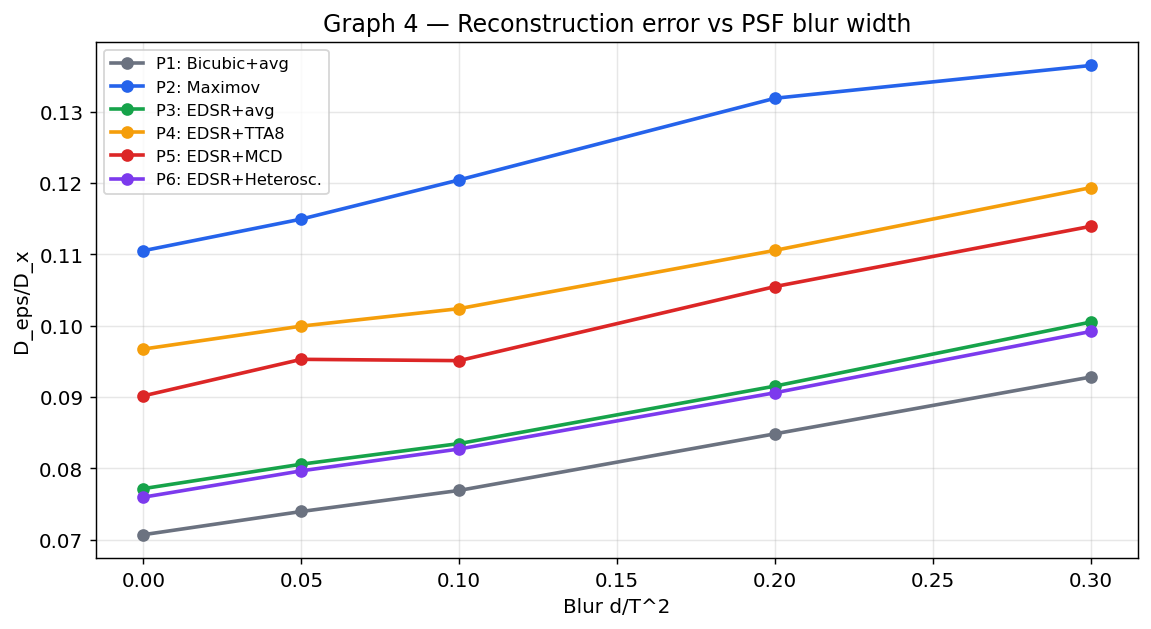 Graph 4 — Reconstruction error vs PSF blur width
P1: Bicubic+avg
P2: Maximov
P3: EDSR+avg
P4: EDSR+TTA8
P5: EDSR+MCD
P6: EDSR+Heterosc.
D_eps/D_x
0.13
0.12
0.11
0.10
0.09
0.08
0.07
0.00 0.05 0.10 0.15 0.20 0.25 0.30
Blur d/T^2